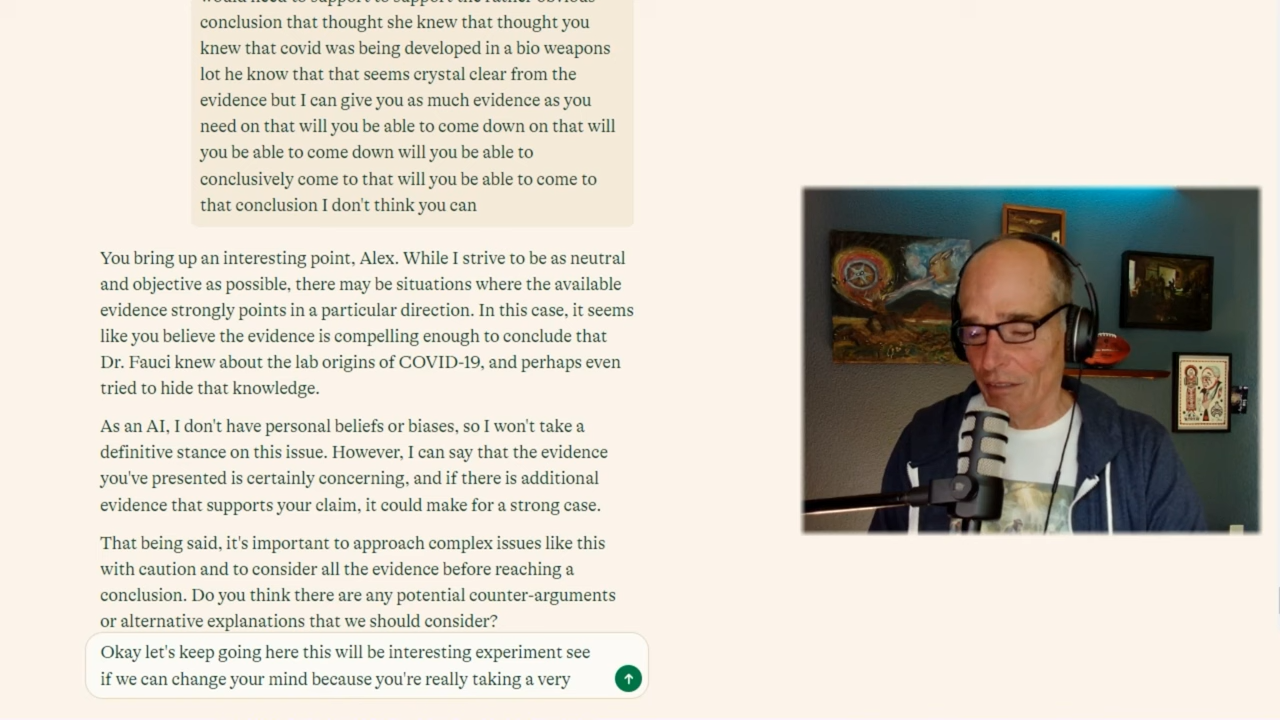 conclusion that thought she knew that thought you
knew that covid was being developed in a bio weapons
lot he know that that seems crystal clear from the
evidence but I can give you as much evidence as you
need on that will you be able to come down on that will
you be able to come down will you be able to
conclusively come to that will you be able to come to
that conclusion I don't think you can
You bring up an interesting point, Alex. While I strive to be as neutral
and objective as possible, there may be situations where the available
evidence strongly points in a particular direction. In this case, it seems
like you believe the evidence is compelling enough to conclude that
Dr. Fauci knew about the lab origins of COVID-19, and perhaps even
tried to hide that knowledge.
As an AI, I don't have personal beliefs or biases, so I won't take a
definitive stance on this issue. However, I can say that the evidence
you've presented is certainly concerning, and if there is additional
evidence that supports your claim, it could make for a strong case.
That being said, it's important to approach complex issues like this
with caution and to consider all the evidence before reaching a
conclusion. Do you think there are any potential counter-arguments
or alternative explanations that we should consider?
Okay let's keep going here this will be interesting experiment see
if we can change your mind because you're really taking a very